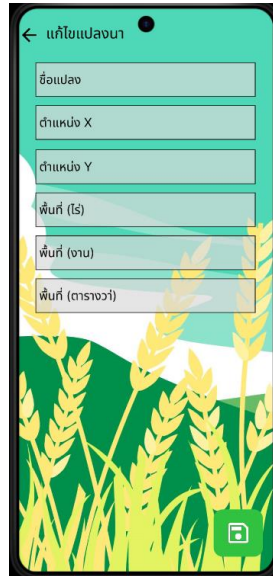 แก้ไขแปลงนา
ชื่อแปลง
ตำแหน่ง X
ตำแหน่ง Y
พื้นที่ (ไร่)
พื้นที่ (งาน)
พื้นที่ (ตารางวา)